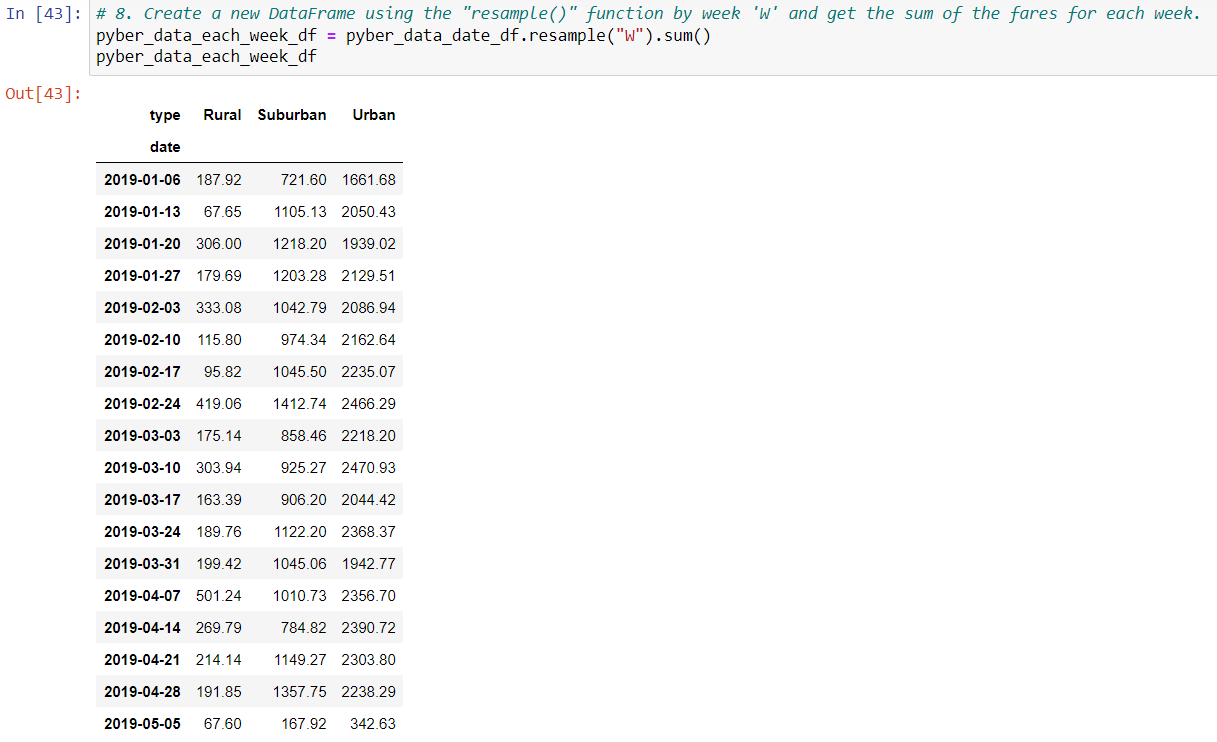 In [43]: # 8. Create a new DataFrame using the "resample()" function by week 'W' and get the sum of the fares for each week.
pyber_data_each_week_df = pyber_data_date_df.resample("W").sum()
pyber_data_each_week_df
Out[43]:
type Rural Suburban Urban
date
2019-01-06 187.92 721.60 1661.68
2019-01-13 67.65 1105.13 2050.43
2019-01-20 306.00 1218.20 1939.02
2019-01-27 179.69 1203.28 2129.51
2019-02-03 333.08 1042.79 2086.94
2019-02-10 115.80 974.34 2162.64
2019-02-17 95.82 1045.50 2235.07
2019-02-24 419.06 1412.74 2466.29
2019-03-03 175.14 858.46 2218.20
2019-03-10 303.94 925.27 2470.93
2019-03-17 163.39 906.20 2044.42
2019-03-24 189.76 1122.20 2368.37
2019-03-31 199.42 1045.06 1942.77
2019-04-07 501.24 1010.73 2356.70
2019-04-14 269.79 784.82 2390.72
2019-04-21 214.14 1149.27 2303.80
2019-04-28 191.85 1357.75 2238.29
2019-05-05 67.60 167.92 342.63